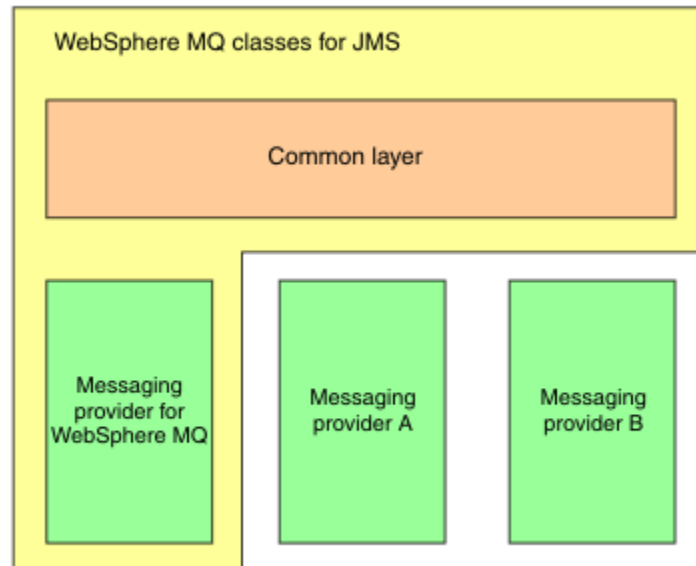 WebSphere MQ classes for JMS
Common layer
Messaging
provider for
WebSphere MQ
Messaging
provider A
Messaging
provider B